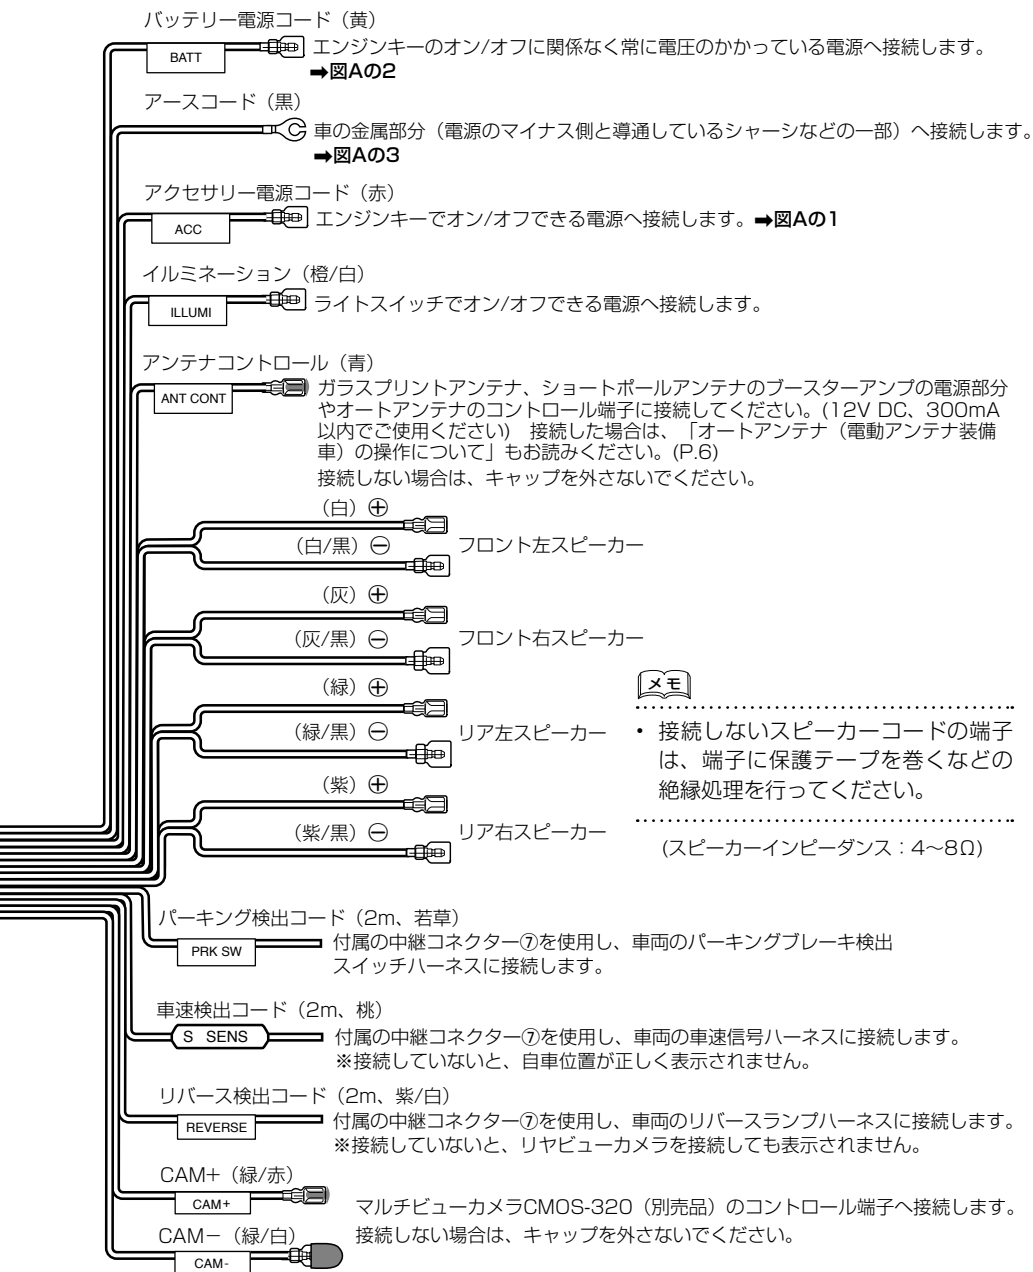 バッテリー電源コード（黄）
BATT
エンジンキーのオン/オフに関係なく常に電圧のかかっている電源へ接続します。
➡図Aの2
アースコード（黒）
車の金属部分（電源のマイナス側と導通しているシャーシなどの一部）へ接続します。
➡図Aの3
アクセサリー電源コード（赤）
ACC
エンジンキーでオン/オフできる電源へ接続します。➡図Aの1
イルミネーション（橙/白）
ILLUMI
ライトスイッチでオン/オフできる電源へ接続します。
アンテナコントロール（青）
ANT CONT
ガラスプリントアンテナ、ショートポールアンテナのブースターアンプの電源部分
やオートアンテナのコントロール端子に接続してください。(12V DC、300mA
以内でご使用ください)　接続した場合は、「オートアンテナ（電動アンテナ装備
車）の操作について」もお読みください。(P.6)
接続しない場合は、キャップを外さないでください。
（白）⊕
（白/黒）⊖
フロント左スピーカー
（灰）⊕
（灰/黒）⊖
フロント右スピーカー
（緑）⊕
（緑/黒）⊖
リア左スピーカー
（紫）⊕
（紫/黒）⊖
リア右スピーカー
メモ
• 接続しないスピーカーコードの端子
は、端子に保護テープを巻くなどの
絶縁処理を行ってください。
(スピーカーインピーダンス：4〜8Ω)
パーキング検出コード（2m、若草）
PRK SW
付属の中継コネクター⑦を使用し、車両のパーキングブレーキ検出
スイッチハーネスに接続します。
車速検出コード（2m、桃）
S SENS
付属の中継コネクター⑦を使用し、車両の車速信号ハーネスに接続します。
※接続していないと、自車位置が正しく表示されません。
リバース検出コード（2m、紫/白）
REVERSE
付属の中継コネクター⑦を使用し、車両のリバースランプハーネスに接続します。
※接続していないと、リヤビューカメラを接続しても表示されません。
CAM＋（緑/赤）
CAM+
マルチビューカメラCMOS-320（別売品）のコントロール端子へ接続します。
接続しない場合は、キャップを外さないでください。
CAM−（緑/白）
CAM-